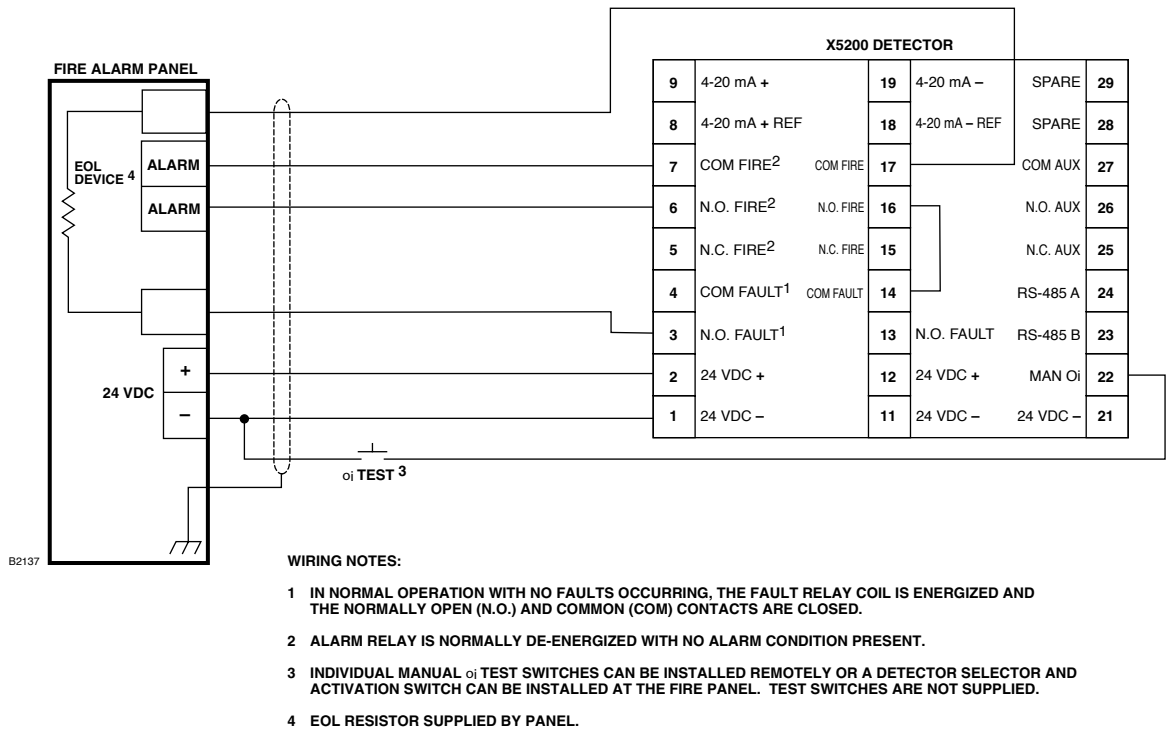 X5200 DETECTOR
FIRE ALARM PANEL
EOL
DEVICE 4
ALARM
ALARM
24 VDC
+
–
oi TEST 3
9 4-20 mA + 19 4-20 mA – SPARE 29
8 4-20 mA + REF 18 4-20 mA – REF SPARE 28
7 COM FIRE2 COM FIRE 17 COM AUX 27
6 N.O. FIRE2 N.O. FIRE 16 N.O. AUX 26
5 N.C. FIRE2 N.C. FIRE 15 N.C. AUX 25
4 COM FAULT1 COM FAULT 14 RS-485 A 24
3 N.O. FAULT1 13 N.O. FAULT RS-485 B 23
2 24 VDC + 12 24 VDC + MAN Oi 22
1 24 VDC – 11 24 VDC – 24 VDC – 21
B2137
WIRING NOTES:
1 IN NORMAL OPERATION WITH NO FAULTS OCCURRING, THE FAULT RELAY COIL IS ENERGIZED AND
THE NORMALLY OPEN (N.O.) AND COMMON (COM) CONTACTS ARE CLOSED.
2 ALARM RELAY IS NORMALLY DE-ENERGIZED WITH NO ALARM CONDITION PRESENT.
3 INDIVIDUAL MANUAL oi TEST SWITCHES CAN BE INSTALLED REMOTELY OR A DETECTOR SELECTOR AND
ACTIVATION SWITCH CAN BE INSTALLED AT THE FIRE PANEL. TEST SWITCHES ARE NOT SUPPLIED.
4 EOL RESISTOR SUPPLIED BY PANEL.